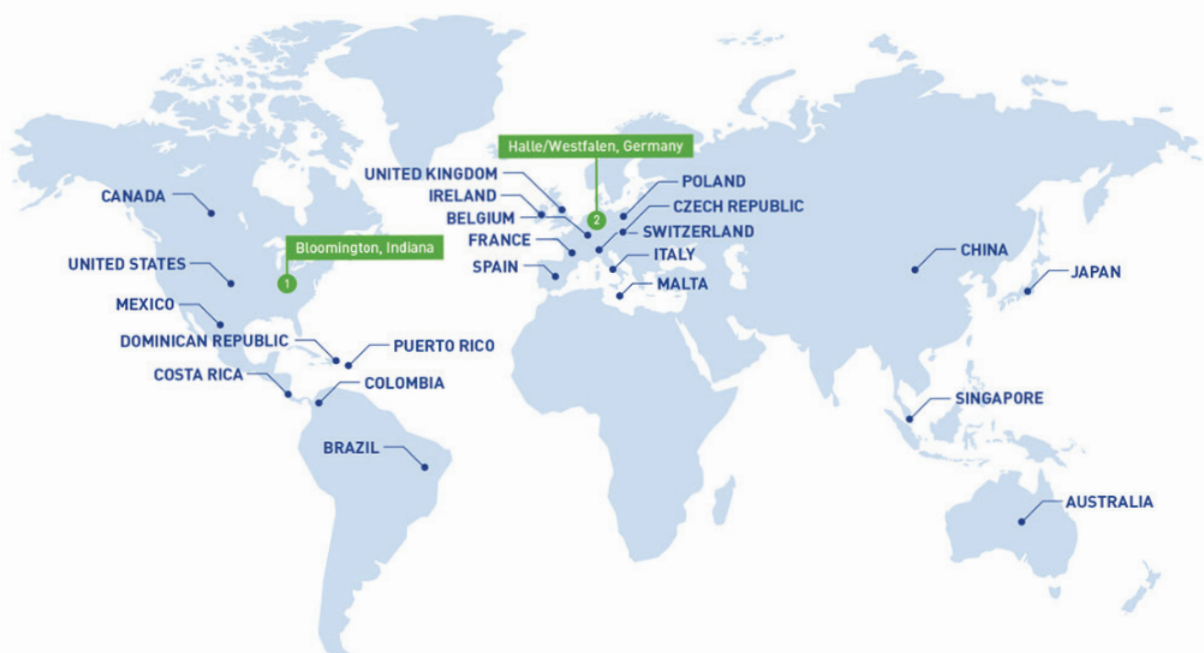 Halle/Westfalen, Germany
UNITED KINGDOM
POLAND
CANADA
IRELAND
CZECH REPUBLIC
BELGIUM
2
SWITZERLAND
FRANCE
Bloomington, Indiana
ITALY
CHINA
UNITED STATES
SPAIN
1
MALTA
JAPAN
MEXICO
DOMINICAN REPUBLIC
PUERTO RICO
COSTA RICA
COLOMBIA
SINGAPORE
BRAZIL
AUSTRALIA